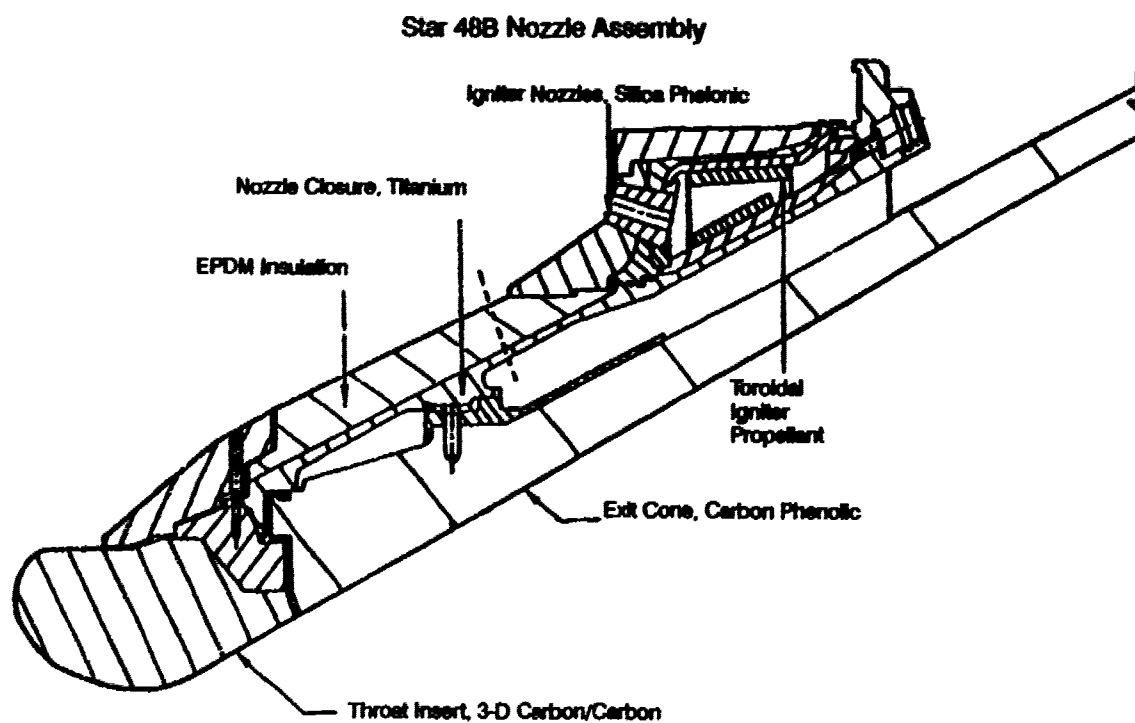 Star 48B Nozzle Assembly
Igniter Nozzles, Silica Phelonic
Nozzle Closure, Titanium
EPDM Insulation
Toroidal
Igniter
Propellant
Exit Cone, Carbon Phenolic
Throat Insert, 3-D Carbon/Carbon